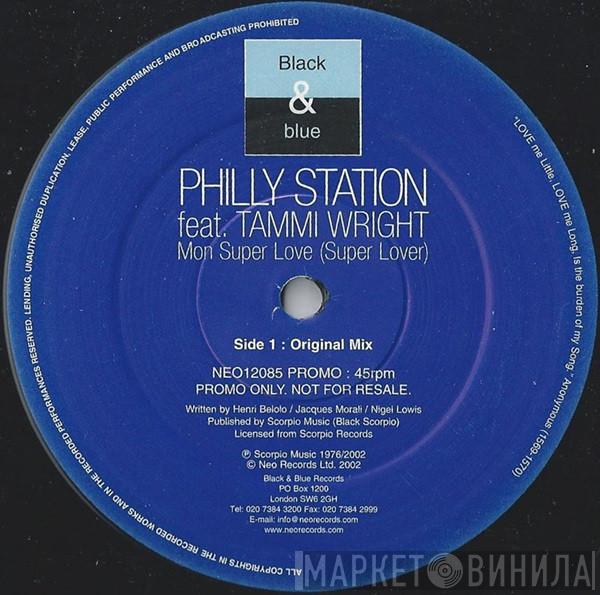 Black
&
blue
PHILLY STATION
feat. TAMMI WRIGHT
Mon Super Love (Super Lover)
Side 1 : Original Mix
NEO12085 PROMO : 45rpm
PROMO ONLY. NOT FOR RESALE.
Written by Henri Belolo / Jacques Morali / Nigel Lowis
Published by Scorpio Music (Black Scorpio)
Licensed from Scorpio Records
℗ Scorpio Music 1976/2002
© Neo Records Ltd. 2002
Black & Blue Records
PO Box 1200
London SW6 2GH
Tel: 020 7384 3200 Fax: 020 7384 2999
E-mail: info@neorecords.com
www.neorecords.com
ALL COPYRIGHTS IN THE RECORDED WORKS AND IN THE RECORDED PERFORMANCES RESERVED. LENDING, UNAUTHORISED DUPLICATION, LEASE, PUBLIC PERFORMANCE AND BROADCASTING PROHIBITED
"LOVE me Little, LOVE me Long, Is the burden of my Song." Anonymous (1569-1570)
МАРКЕТ ВИНИЛА